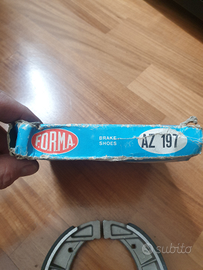 FORMA
BRAKE
SHOES
AZ 197
subito